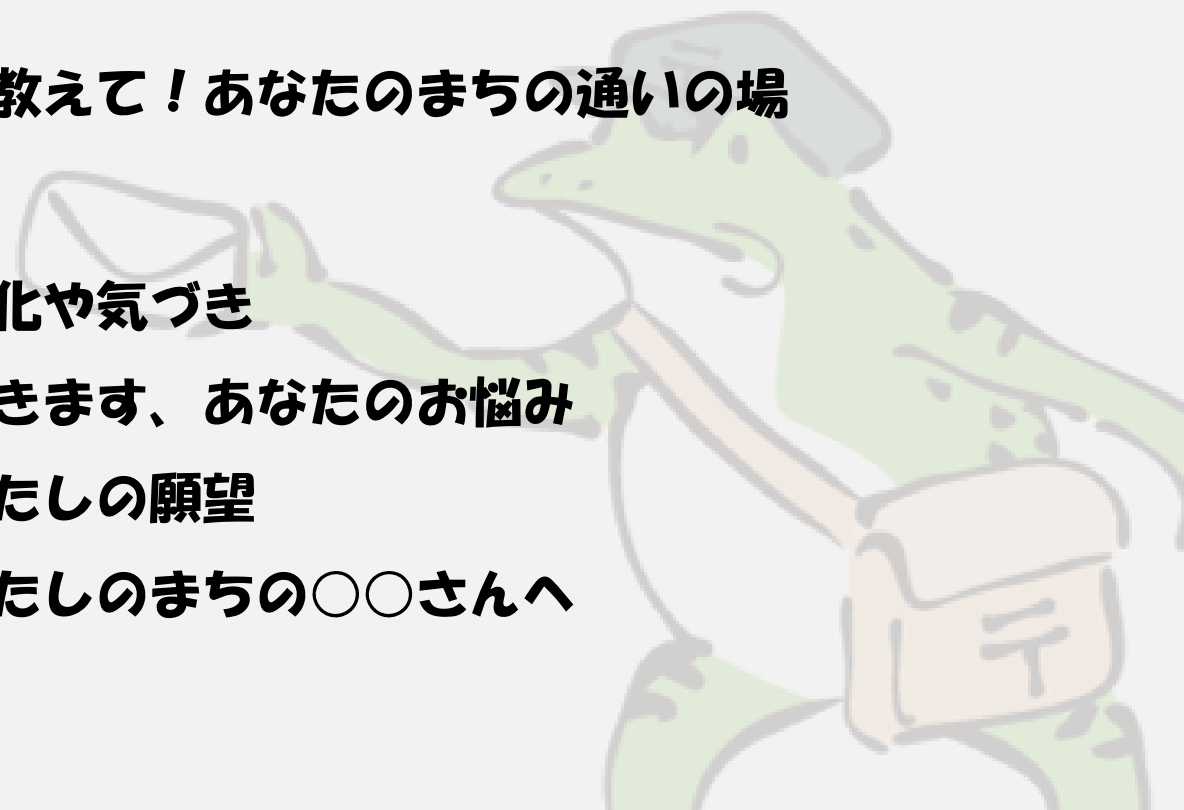 教えて！あなたのまちの通いの場
化や気づき
きます、あなたのお悩み
たしの願望
たしのまちの○○さんへ
〒